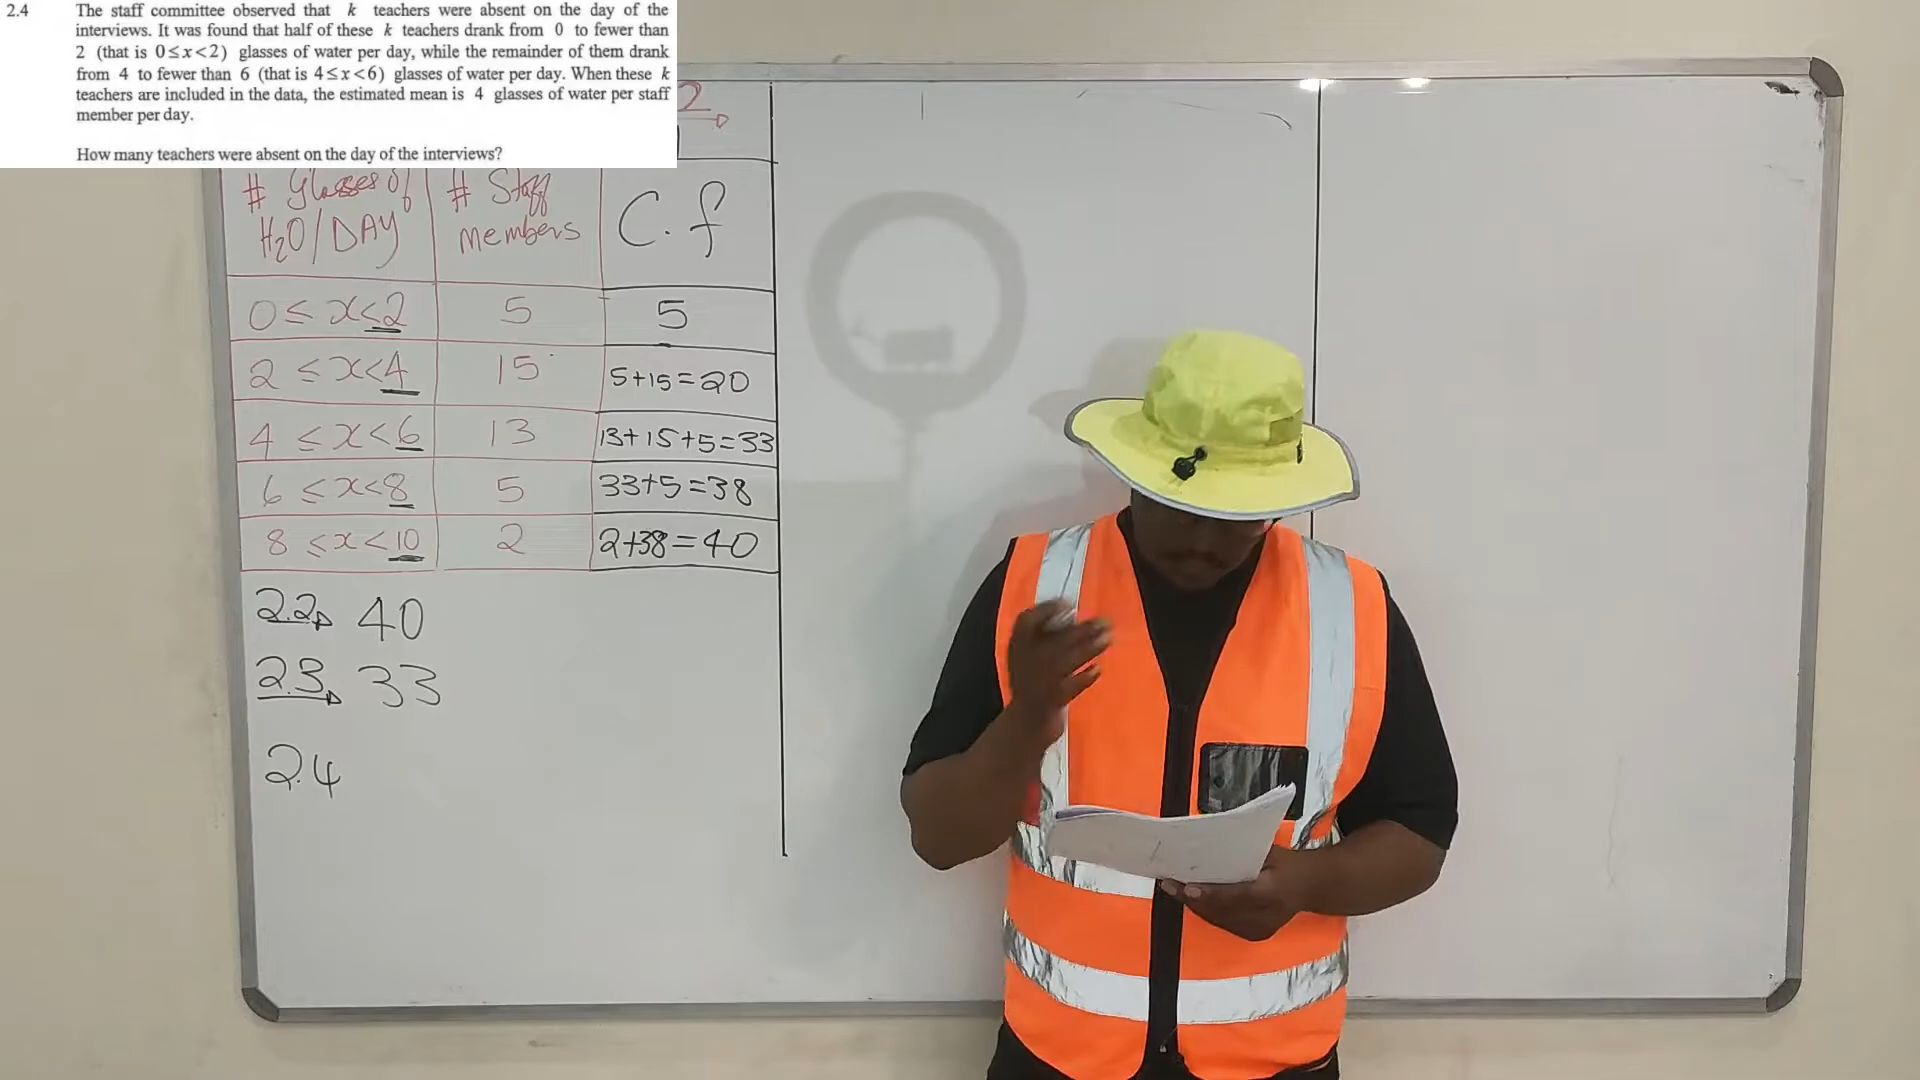 2.4 The staff committee observed that k teachers were absent on the day of the
interviews. It was found that half of these k teachers drank from 0 to fewer than
2 (that is 0≤x<2) glasses of water per day, while the remainder of them drank
from 4 to fewer than 6 (that is 4≤x<6) glasses of water per day. When these k
teachers are included in the data, the estimated mean is 4 glasses of water per staff
member per day.
How many teachers were absent on the day of the interviews?
2
# Glasses of H₂O/DAY # Staff members C.f
0 ≤ x<2 5 5
2 ≤ x<4 15 5+15=20
4 ≤ x<6 13 13+15+5=33
6 ≤ x<8 5 33+5=38
8 ≤ x<10 2 2+38=40
2.2 40
2.3 33
2.4